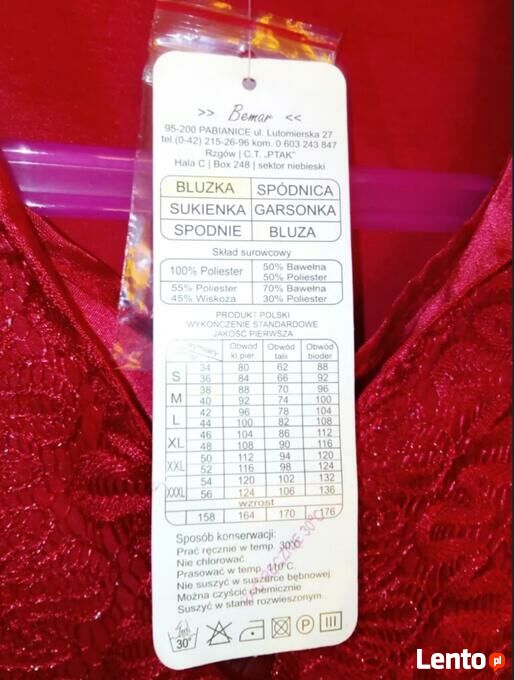 >> Bemar <<
95-200 PABIANICE ul. Lutomierska 27
tel.(0-42) 215-26-96 kom. 0 603 243 847
Rzgów | C.T. „PTAK"
Hala C | Box 248 | sektor niebieski
BLUZKA SPÓDNICA
SUKIENKA GARSONKA
SPODNIE BLUZA
Skład surowcowy
100% Poliester 50% Bawełna
50% Poliester
55% Poliester 70% Bawełna
45% Wiskoza 30% Poliester
PRODUKT POLSKI
WYKOŃCZENIE STANDARDOWE
JAKOŚĆ PIERWSZA
Obwód Obwód Obwód
kl pier. talii bioder
S 34 80 62 88
36 84 66 92
M 38 88 70 96
40 92 74 100
L 42 96 78 104
44 100 82 108
XL 46 104 86 112
48 108 90 116
XXL 50 112 94 120
52 116 98 124
XXXL 54 120 102 132
56 124 106 136
wzrost
158 164 170 176
Sposób konserwacji:
Prać ręcznie w temp. 30°C
Nie chlorować.
Prasować w temp. 110°C.
Nie suszyć w suszarce bębnowej.
Można czyścić chemicznie
Suszyć w stanie rozwieszonym.
30°
P
30°C
Lento.pl